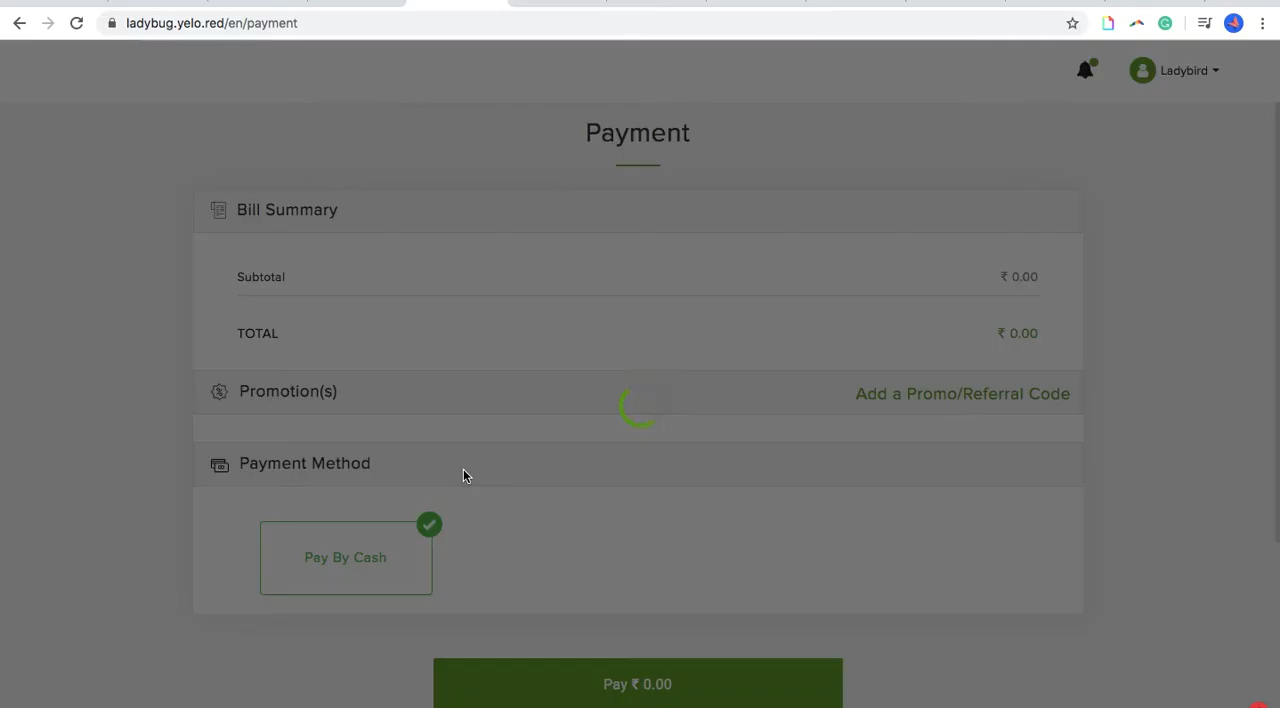 ladybug.yelo.red/en/payment
Ladybird
Payment
Bill Summary
Subtotal ₹ 0.00
TOTAL ₹ 0.00
Promotion(s) Add a Promo/Referral Code
Payment Method
Pay By Cash
Pay ₹ 0.00